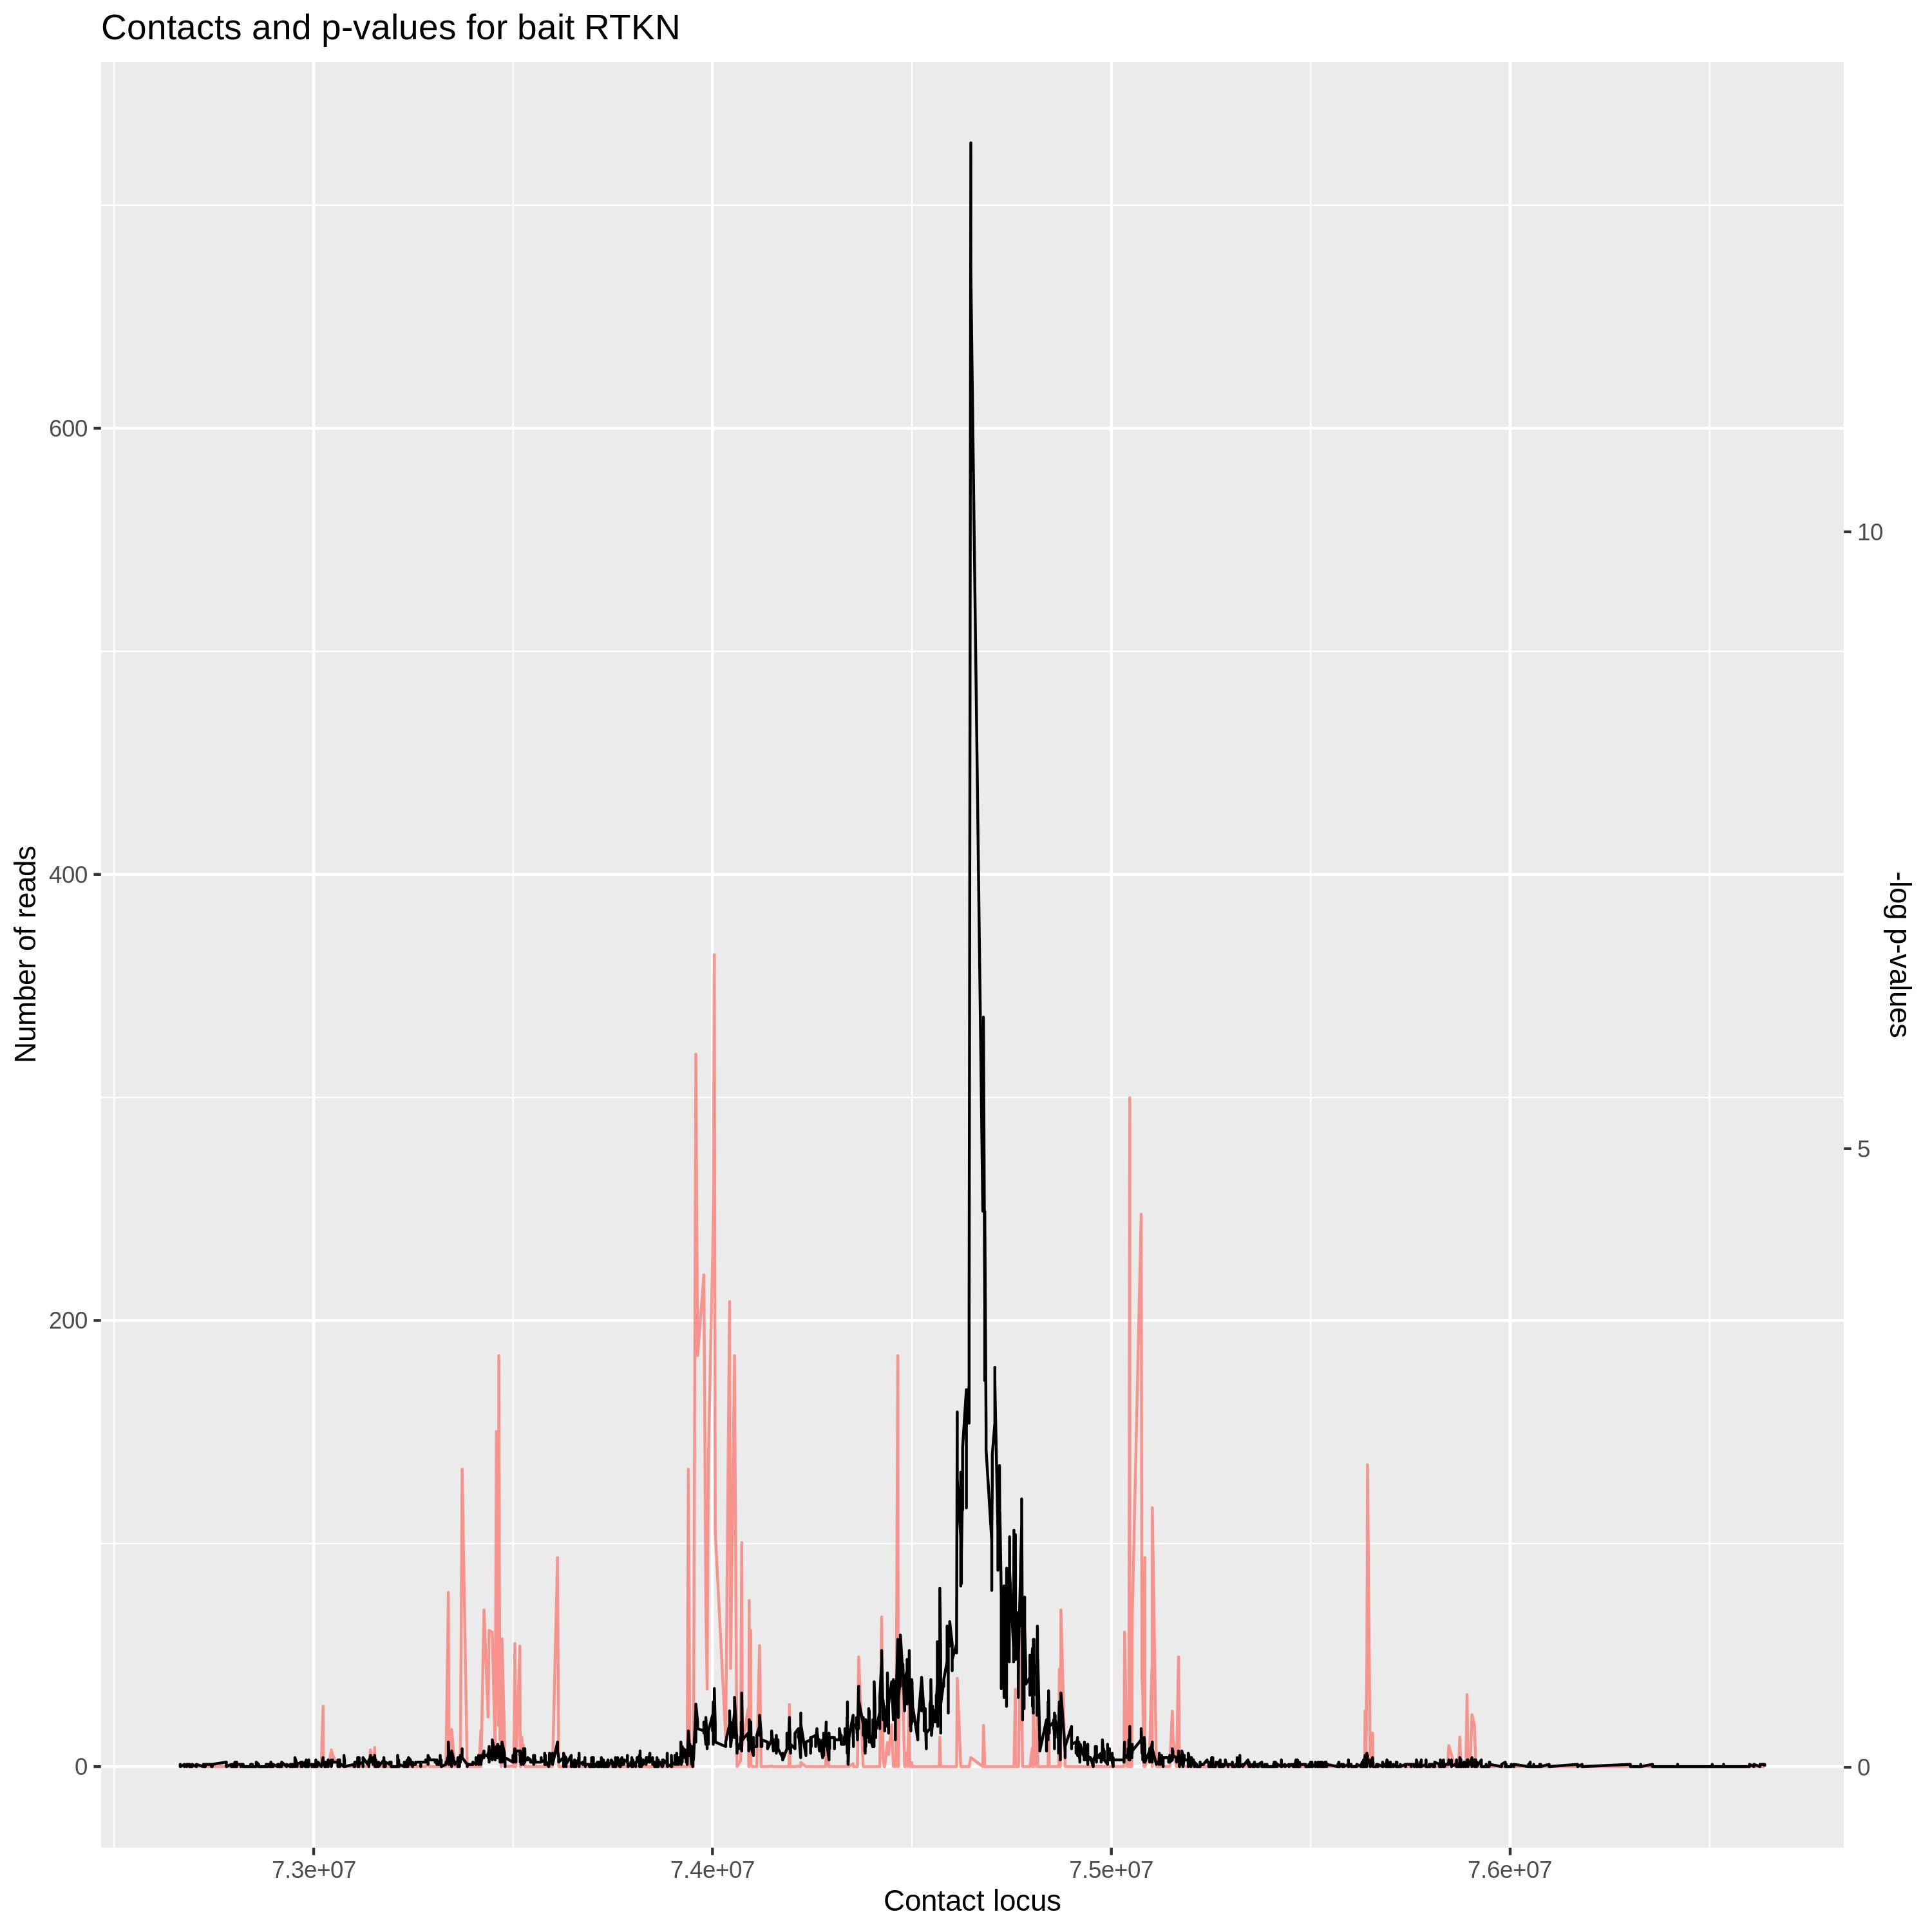 Contacts and p-values for bait RTKN
600
400
200
0
Number of reads
10
5
0
-log p-values
7.3e+07
7.4e+07
7.5e+07
7.6e+07
Contact locus